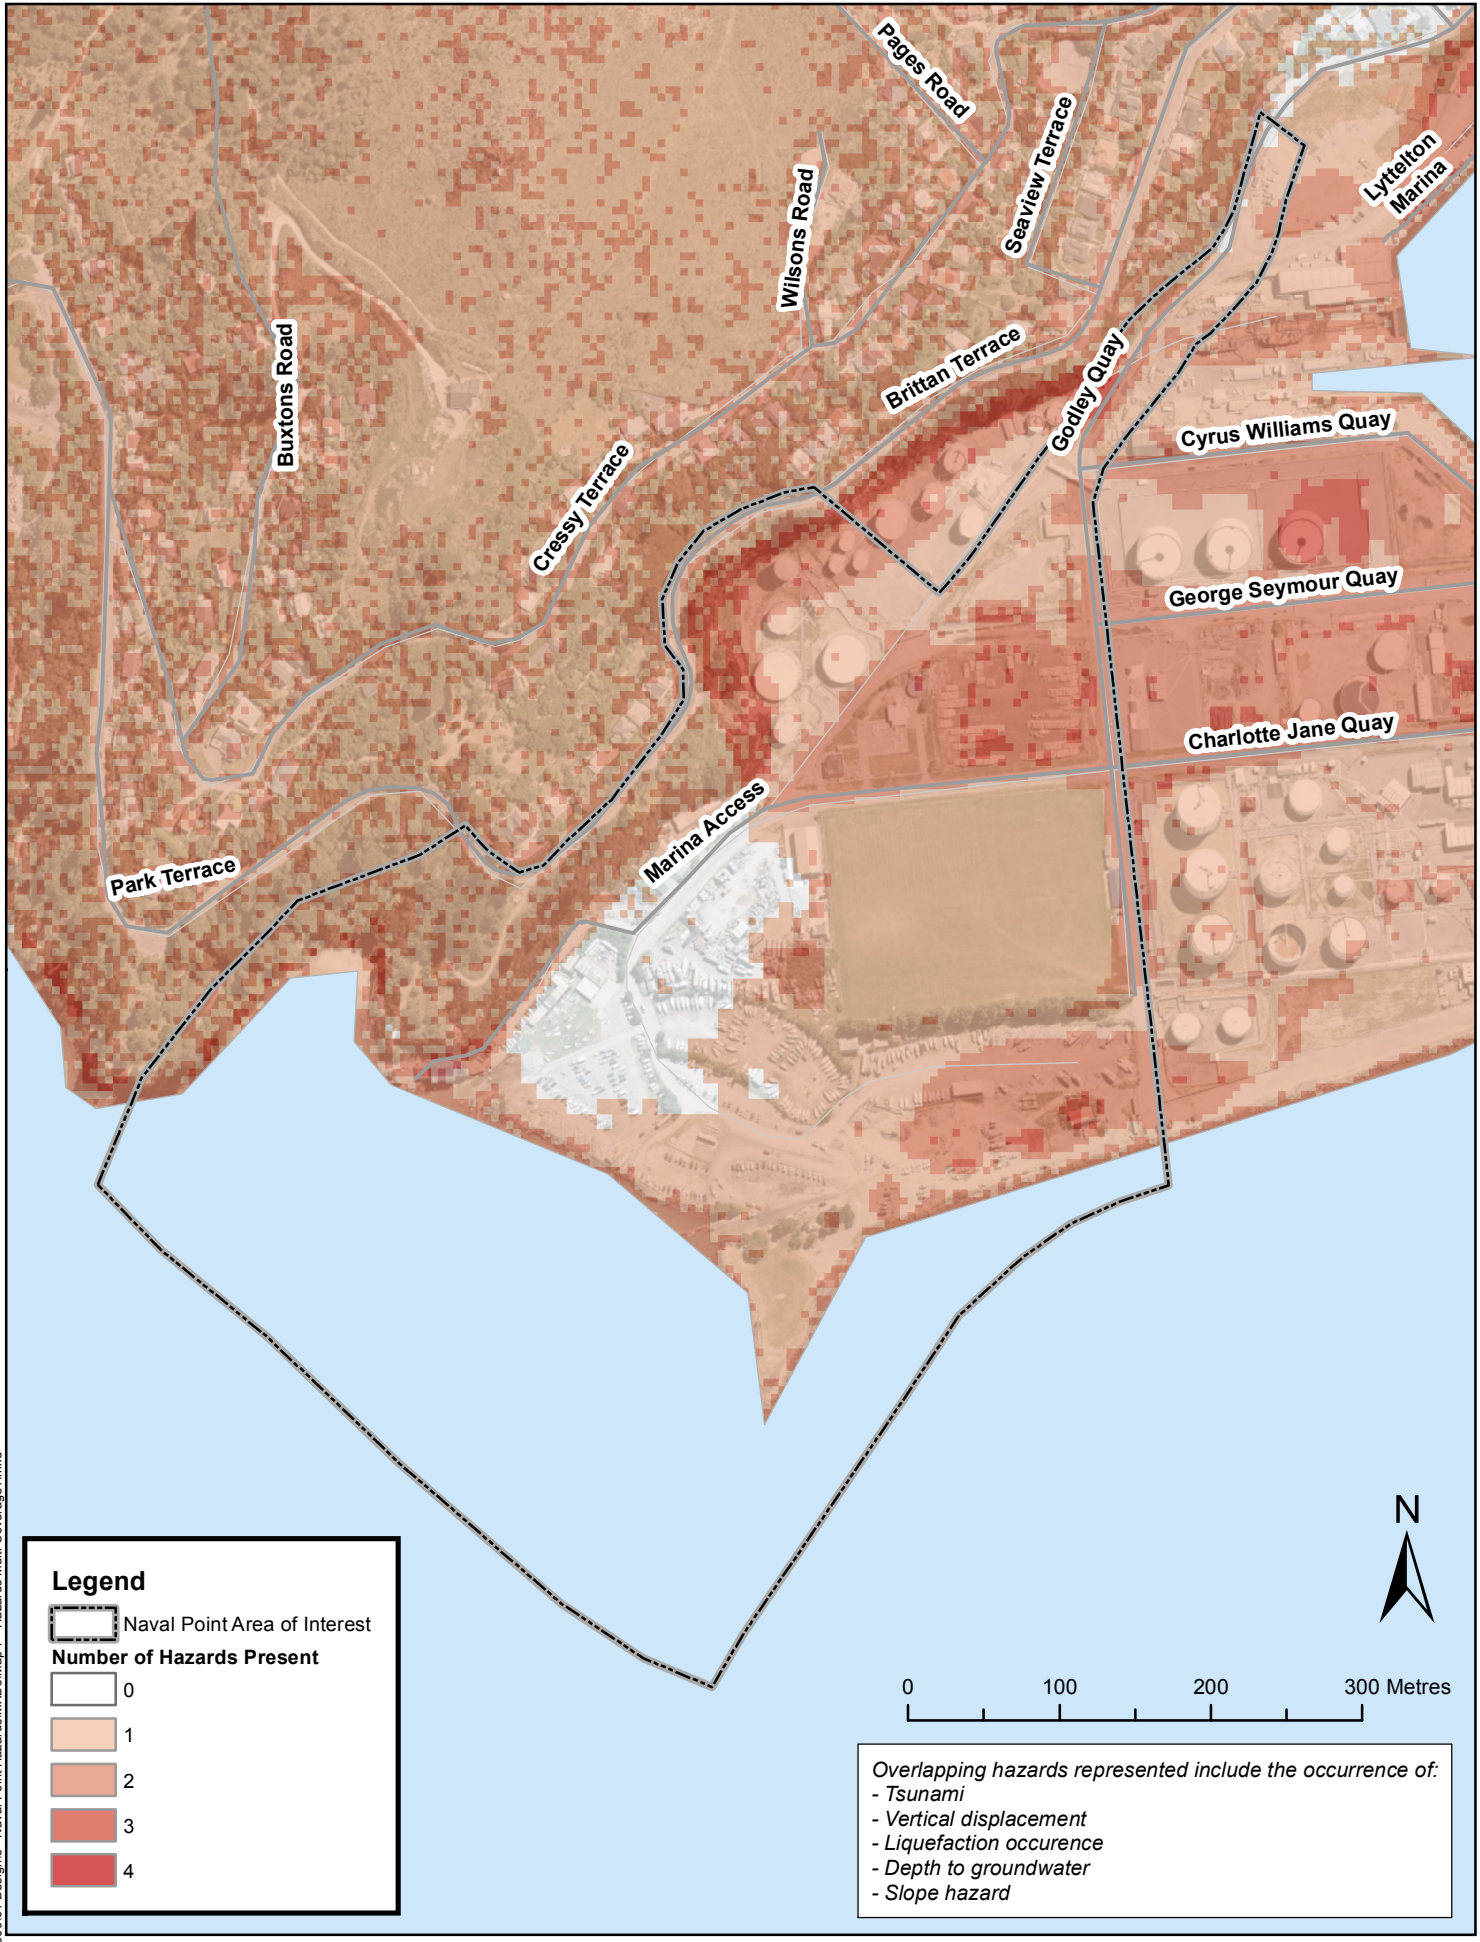 Pages Road
Seaview Terrace
Lyttelton
Marina
Wilsons Road
Buxtons Road
Brittan Terrace
Godley Quay
Cyrus Williams Quay
Cressy Terrace
George Seymour Quay
Charlotte Jane Quay
Marina Access
Park Terrace
N
0 100 200 300 Metres
Legend
Naval Point Area of Interest
Number of Hazards Present
0
1
2
3
4
Overlapping hazards represented include the occurrence of:
- Tsunami
- Vertical displacement
- Liquefaction occurence
- Depth to groundwater
- Slope hazard